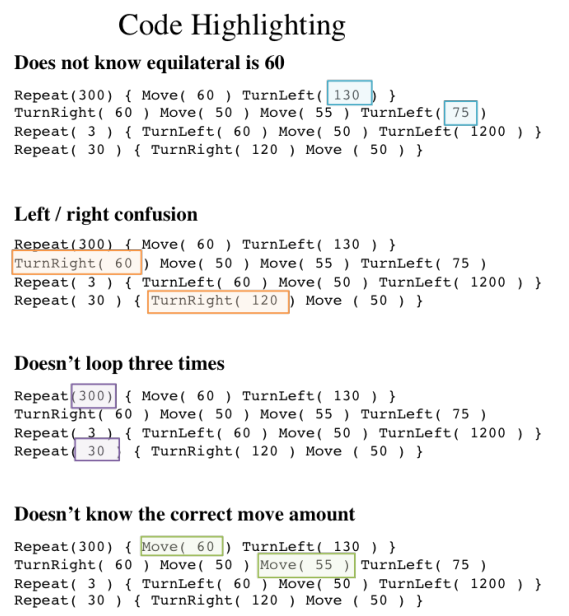 Code Highlighting
Does not know equilateral is 60
Repeat(300) { Move( 60 ) TurnLeft( 130 ) }
TurnRight( 60 ) Move( 50 ) Move( 55 ) TurnLeft( 75 )
Repeat( 3 ) { TurnLeft( 60 ) Move( 50 ) TurnLeft( 1200 ) }
Repeat( 30 ) { TurnRight( 120 ) Move ( 50 ) }
Left / right confusion
Repeat(300) { Move( 60 ) TurnLeft( 130 ) }
TurnRight( 60 ) Move( 50 ) Move( 55 ) TurnLeft( 75 )
Repeat( 3 ) { TurnLeft( 60 ) Move( 50 ) TurnLeft( 1200 ) }
Repeat( 30 ) { TurnRight( 120 ) Move ( 50 ) }
Doesn't loop three times
Repeat(300) { Move( 60 ) TurnLeft( 130 ) }
TurnRight( 60 ) Move( 50 ) Move( 55 ) TurnLeft( 75 )
Repeat( 3 ) { TurnLeft( 60 ) Move( 50 ) TurnLeft( 1200 ) }
Repeat( 30 ) { TurnRight( 120 ) Move ( 50 ) }
Doesn't know the correct move amount
Repeat(300) { Move( 60 ) TurnLeft( 130 ) }
TurnRight( 60 ) Move( 50 ) Move( 55 ) TurnLeft( 75 )
Repeat( 3 ) { TurnLeft( 60 ) Move( 50 ) TurnLeft( 1200 ) }
Repeat( 30 ) { TurnRight( 120 ) Move ( 50 ) }